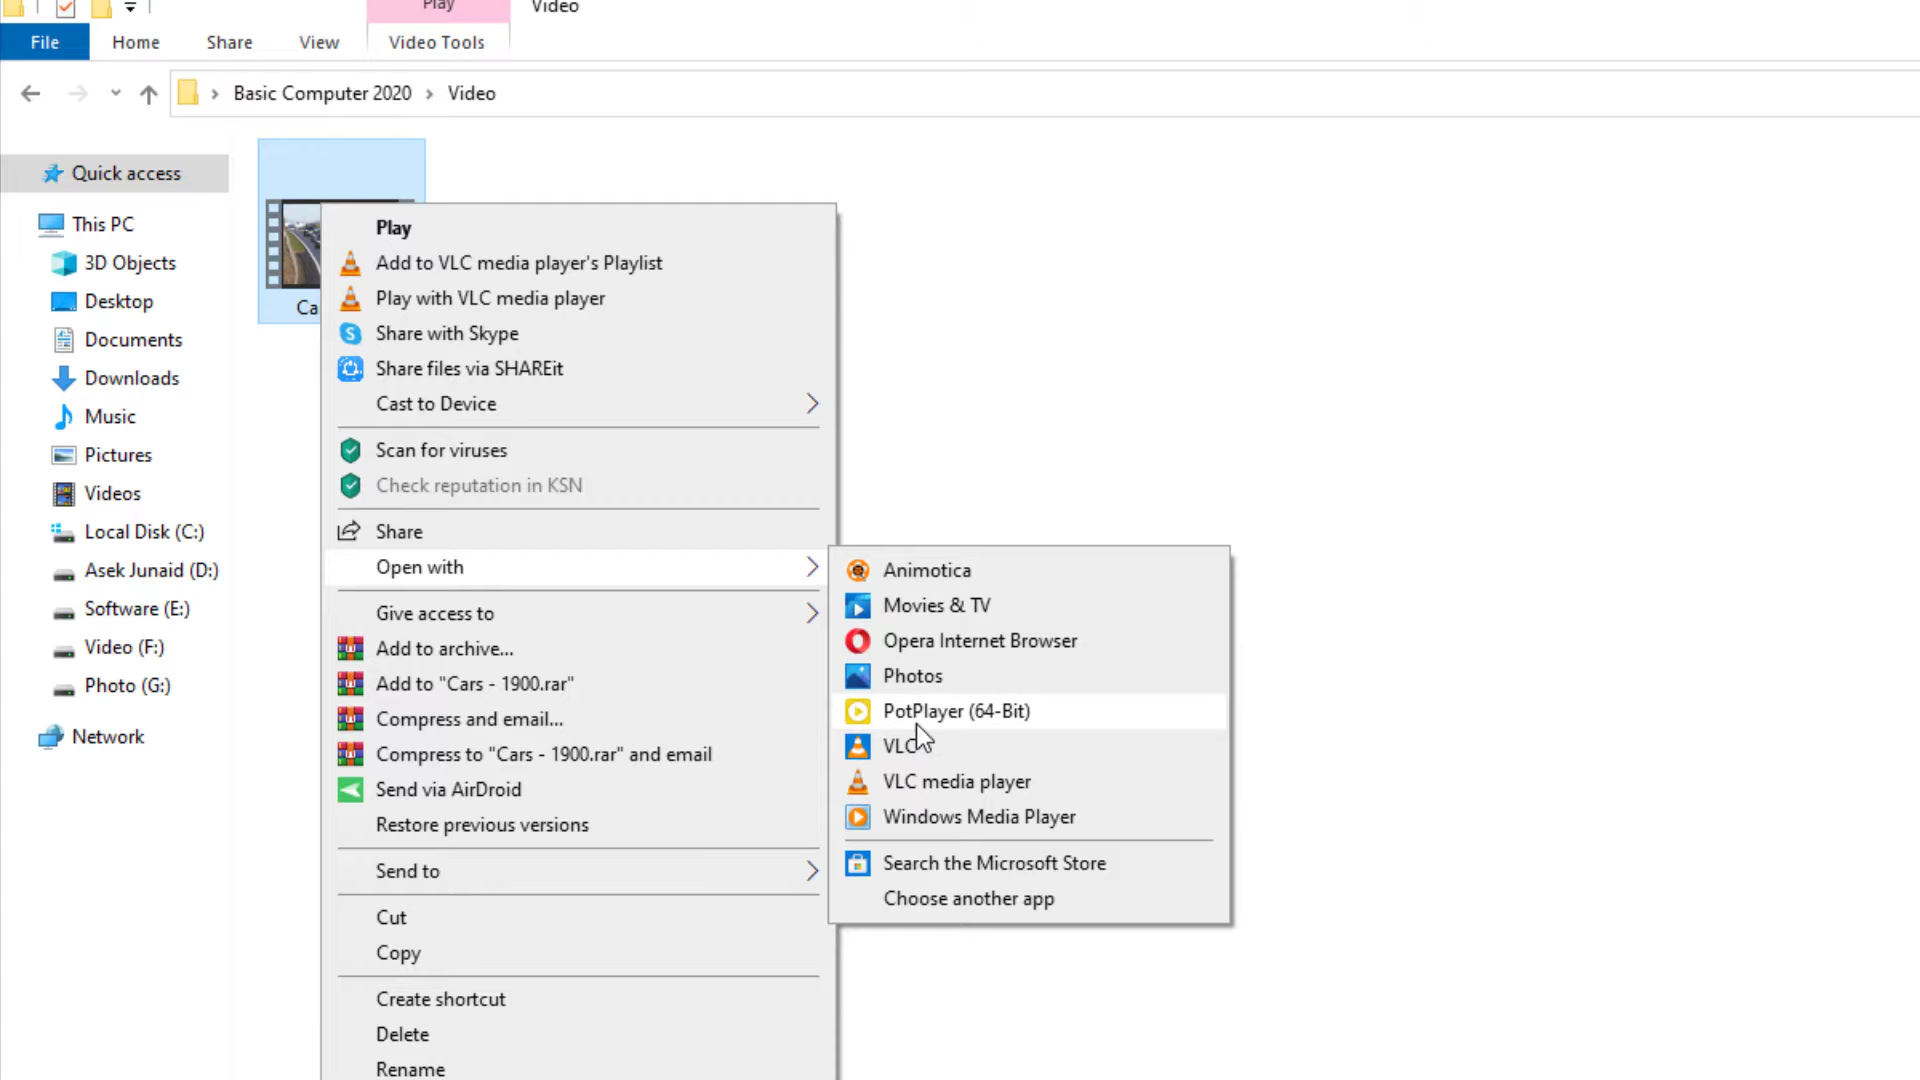 Play
Video
File
Home
Share
View
Video Tools
Basic Computer 2020
Video
Quick access
This PC
3D Objects
Desktop
Documents
Downloads
Music
Pictures
Videos
Local Disk (C:)
Asek Junaid (D:)
Software (E:)
Video (F:)
Photo (G:)
Network
Ca
Play
Add to VLC media player's Playlist
Play with VLC media player
Share with Skype
Share files via SHAREit
Cast to Device
Scan for viruses
Check reputation in KSN
Share
Open with
Give access to
Add to archive...
Add to "Cars - 1900.rar"
Compress and email...
Compress to "Cars - 1900.rar" and email
Send via AirDroid
Restore previous versions
Send to
Cut
Copy
Create shortcut
Delete
Rename
Animotica
Movies & TV
Opera Internet Browser
Photos
PotPlayer (64-Bit)
VLC
VLC media player
Windows Media Player
Search the Microsoft Store
Choose another app